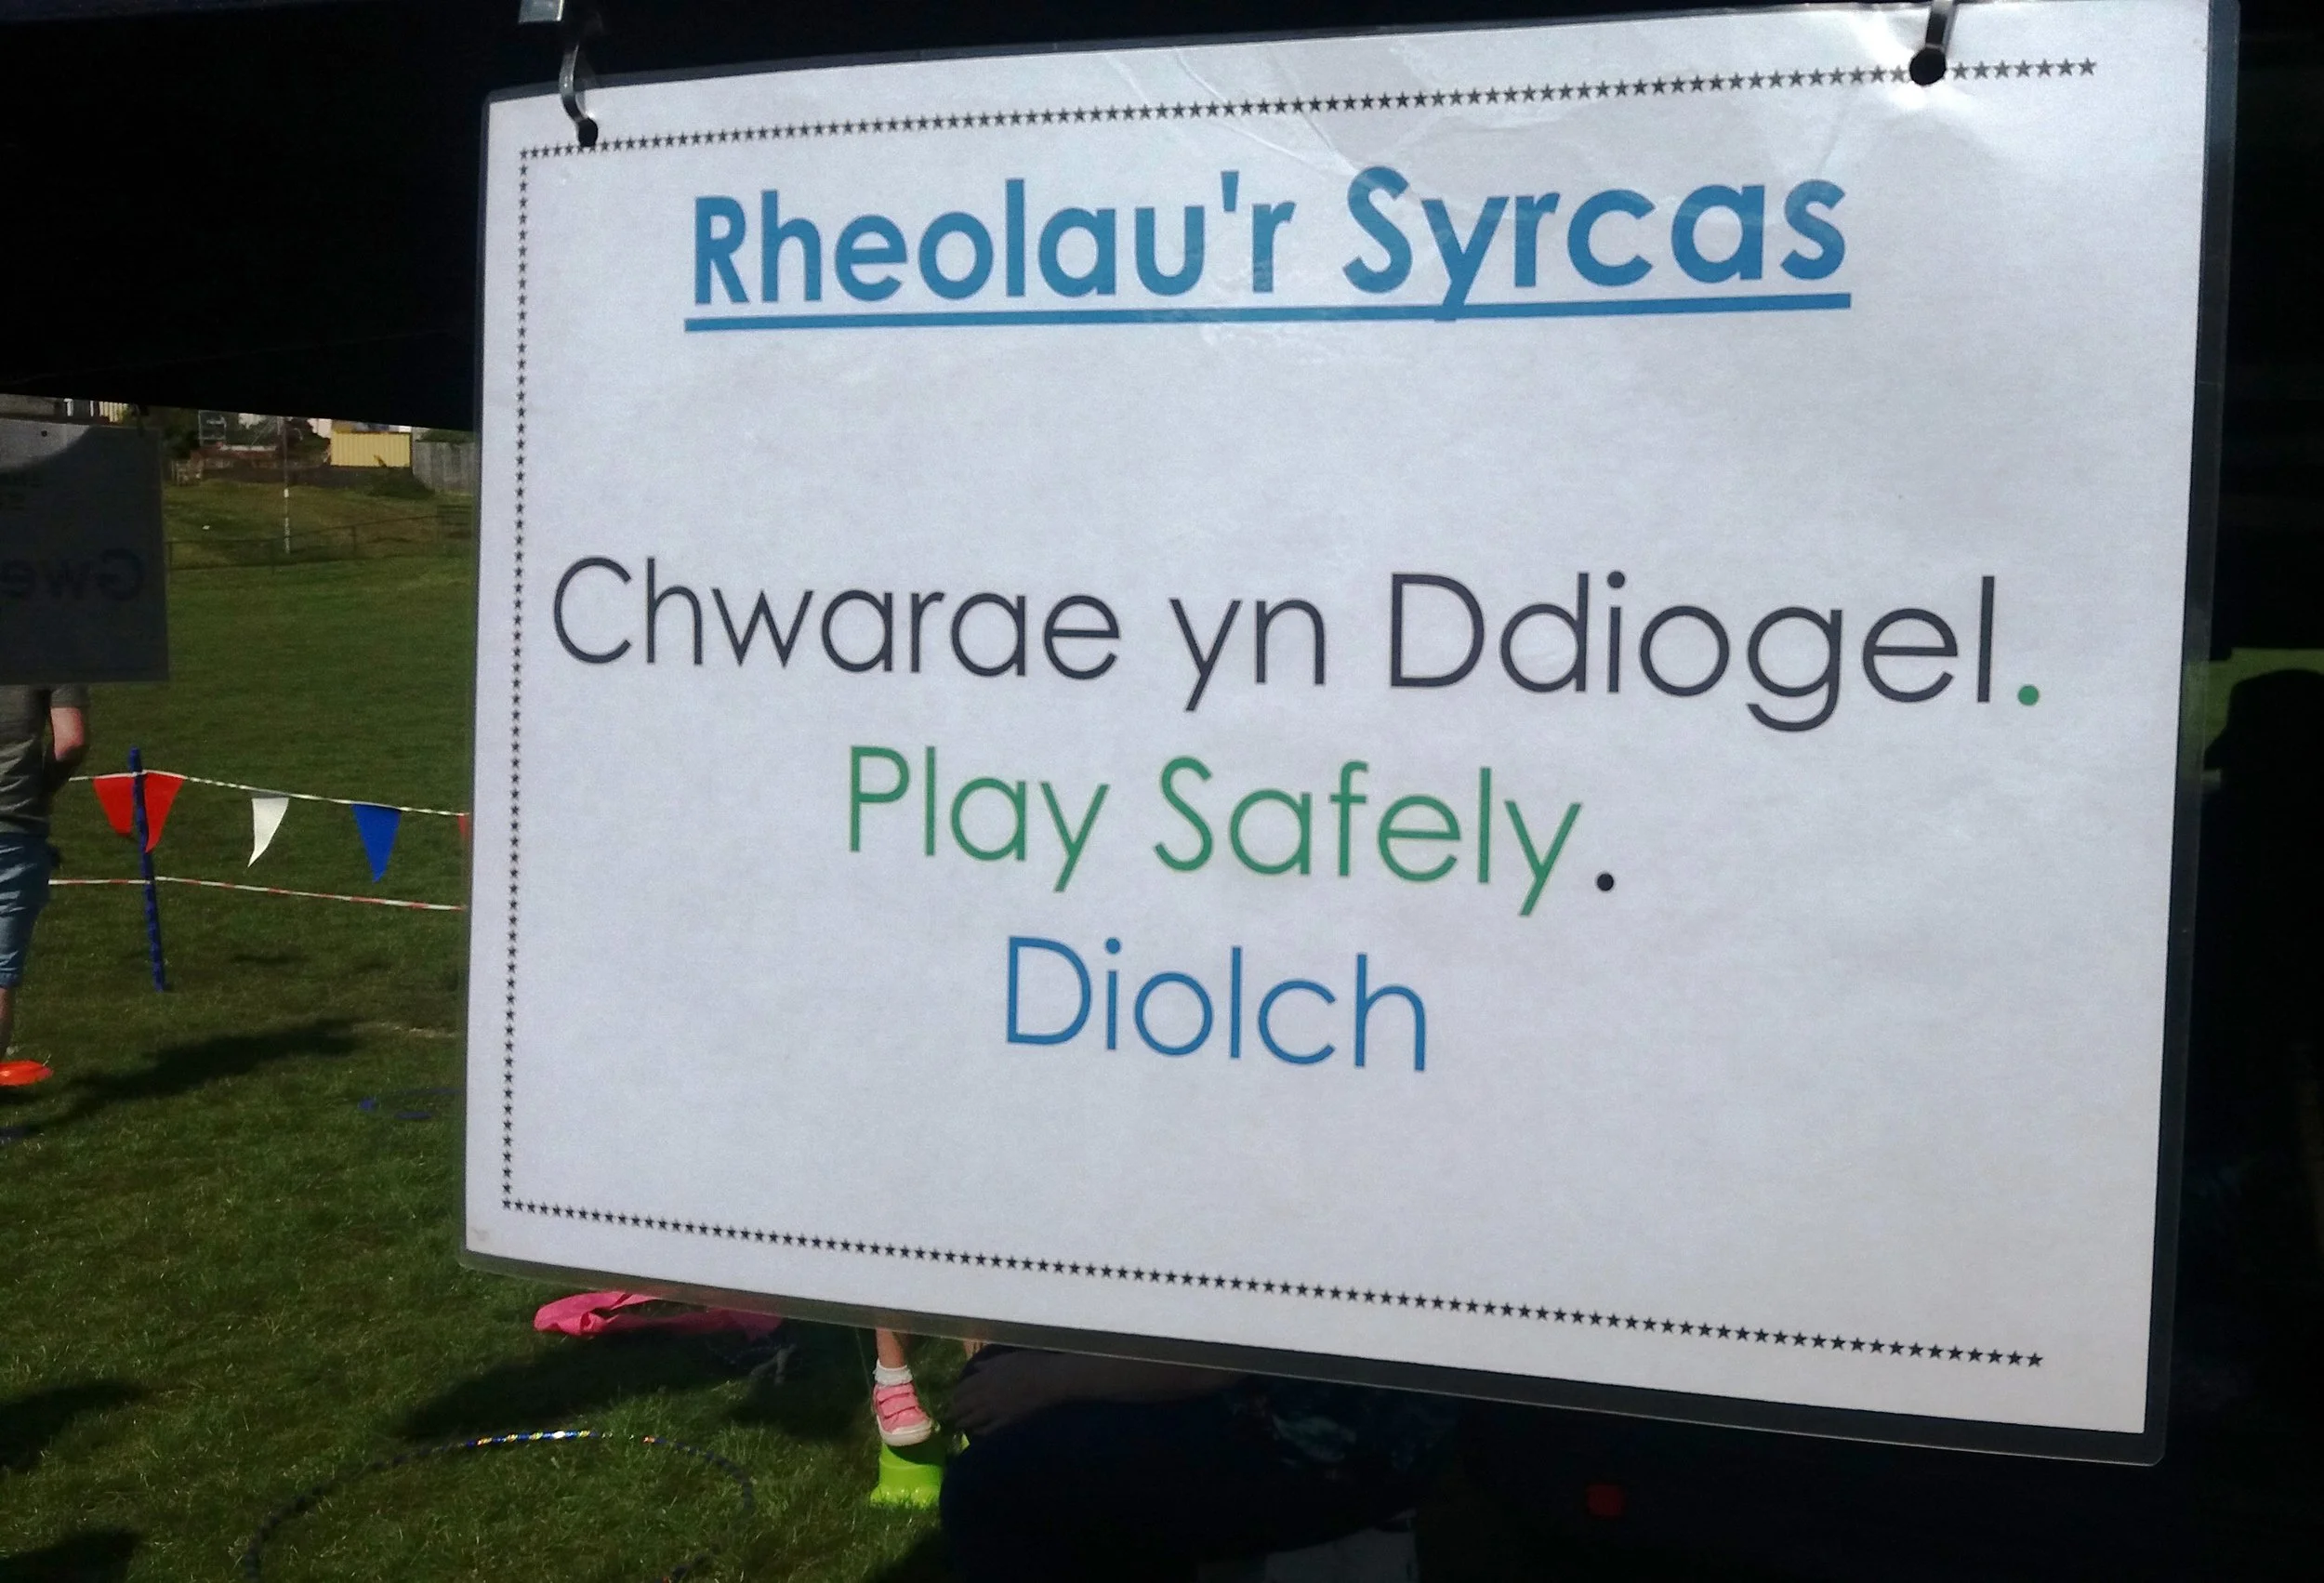 Rheolau'r Syrcas
Chwarae yn Ddiogel.
Play Safely.
Diolch